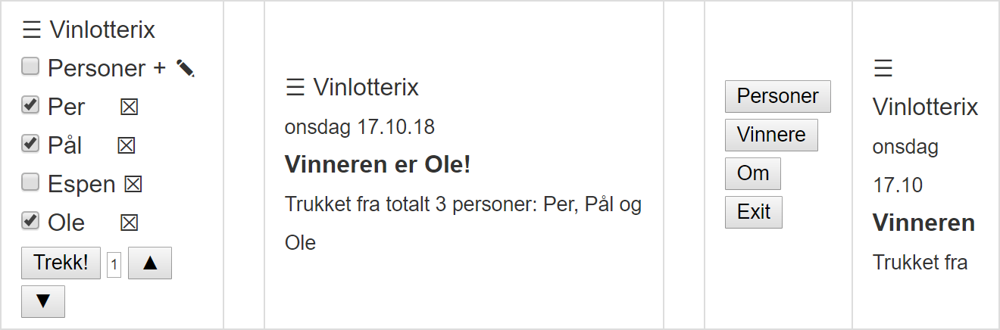 ☰ Vinlotterix
Personer + ✎
Per ☒
Pål ☒
Espen ☒
Ole ☒
Trekk! 1 ▲
▼
☰ Vinlotterix
onsdag 17.10.18
Vinneren er Ole!
Trukket fra totalt 3 personer: Per, Pål og
Ole
Personer
Vinnere
Om
Exit
☰
Vinlotterix
onsdag
17.10
Vinneren
Trukket fra